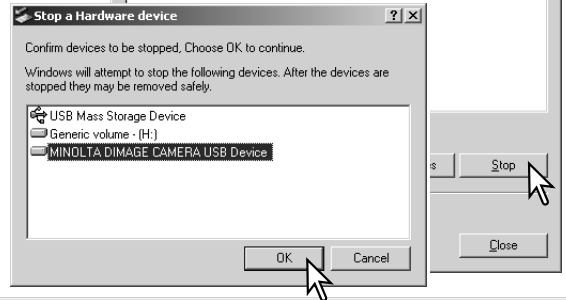 Stop a Hardware device
Confirm devices to be stopped, Choose OK to continue.
Windows will attempt to stop the following devices. After the devices are
stopped they may be removed safely.
USB Mass Storage Device
Generic volume - (H:)
MINOLTA DIMAGE CAMERA USB Device
OK
Cancel
Stop
Close